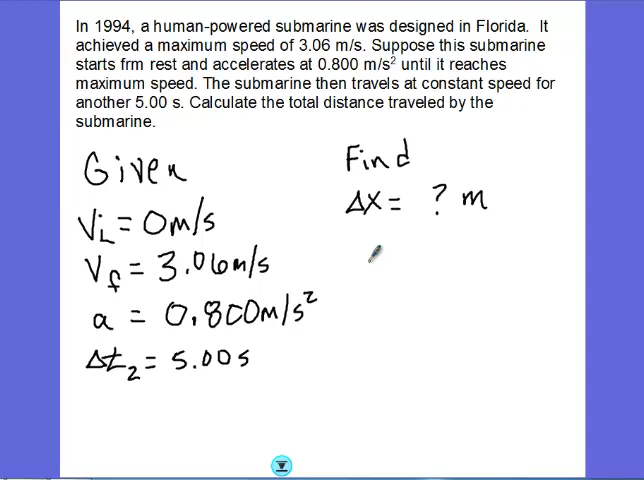 In 1994, a human-powered submarine was designed in Florida. It
achieved a maximum speed of 3.06 m/s. Suppose this submarine
starts frm rest and accelerates at 0.800 m/s² until it reaches
maximum speed. The submarine then travels at constant speed for
another 5.00 s. Calculate the total distance traveled by the
submarine.
Given
Vi = 0m/s
Vf = 3.06m/s
a = 0.800m/s²
Δt₂ = 5.00s
Find
Δx = ? m